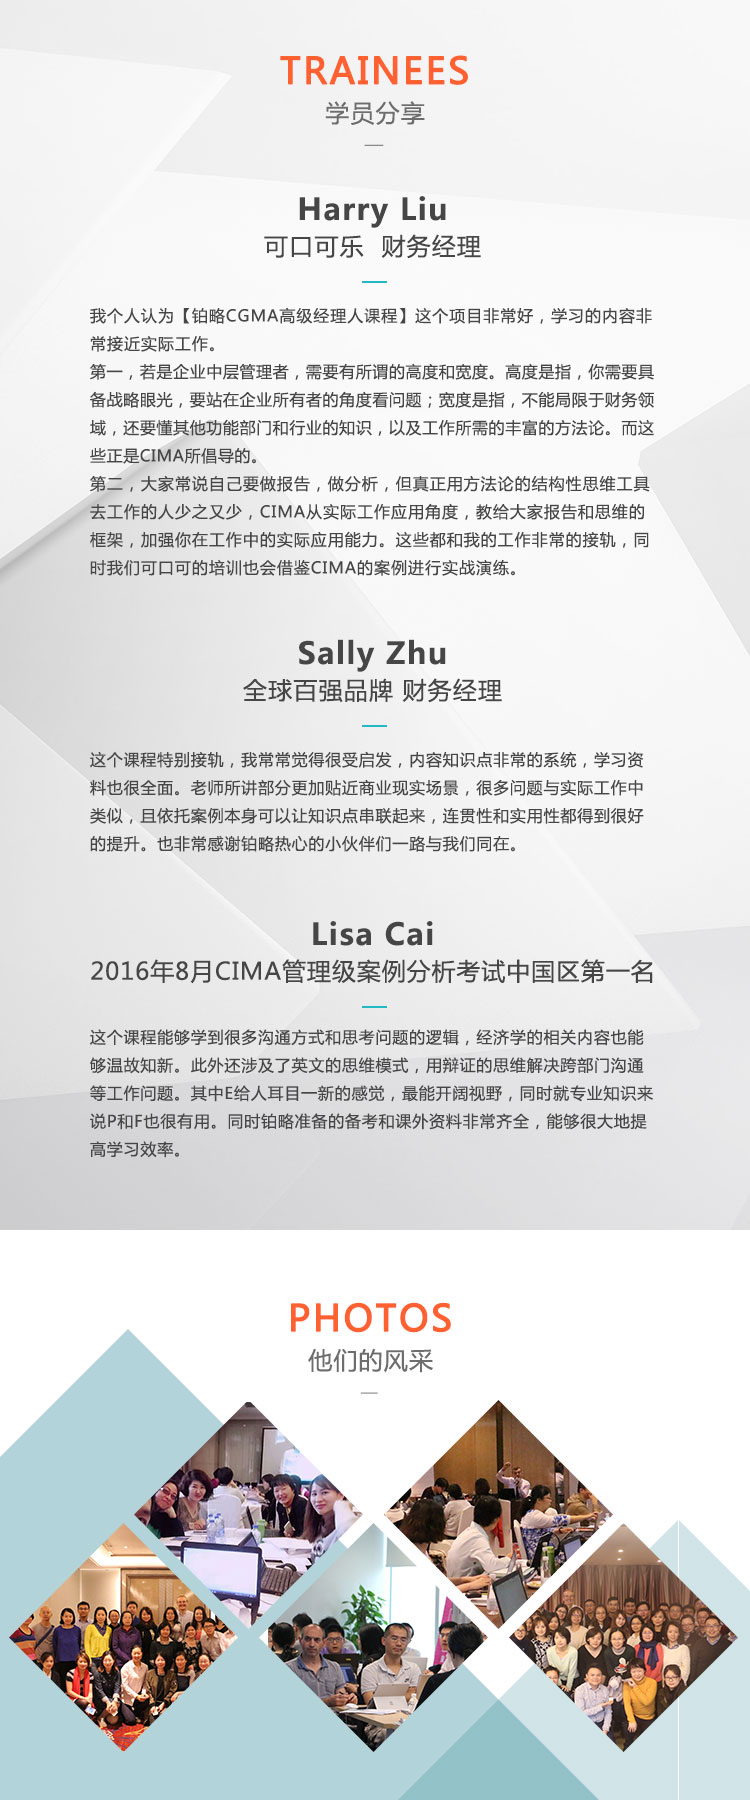 TRAINEES
学员分享
Harry Liu
可口可乐 财务经理
我个人认为【铂略CGMA高级经理人课程】这个项目非常好，学习的内容非
常接近实际工作。
第一，若是企业中层管理者，需要有所谓的高度和宽度。高度是指，你需要具
备战略眼光，要站在企业所有者的角度看问题；宽度是指，不能局限于财务领
域，还要懂其他功能部门和行业的知识，以及工作所需的丰富的方法论。而这
些正是CIMA所倡导的。
第二，大家常说自己要做报告，做分析，但真正用方法论的结构性思维工具
去工作的人少之又少，CIMA从实际工作应用角度，教给大家报告和思维的
框架，加强你在工作中的实际应用能力。这些都和我的工作非常的接轨，同
时我们可口可的培训也会借鉴CIMA的案例进行实战演练。
Sally Zhu
全球百强品牌 财务经理
这个课程特别接轨，我常常觉得很受启发，内容知识点非常的系统，学习资
料也很全面。老师所讲部分更加贴近商业现实场景，很多问题与实际工作中
类似，且依托案例本身可以让知识点串联起来，连贯性和实用性都得到很好
的提升。也非常感谢铂略热心的小伙伴们一路与我们同在。
Lisa Cai
2016年8月CIMA管理级案例分析考试中国区第一名
这个课程能够学到很多沟通方式和思考问题的逻辑，经济学的相关内容也能
够温故知新。此外还涉及了英文的思维模式，用辩证的思维解决跨部门沟通
等工作问题。其中E给人耳目一新的感觉，最能开阔视野，同时就专业知识来
说P和F也很有用。同时铂略准备的备考和课外资料非常齐全，能够很大地提
高学习效率。
PHOTOS
他们的风采